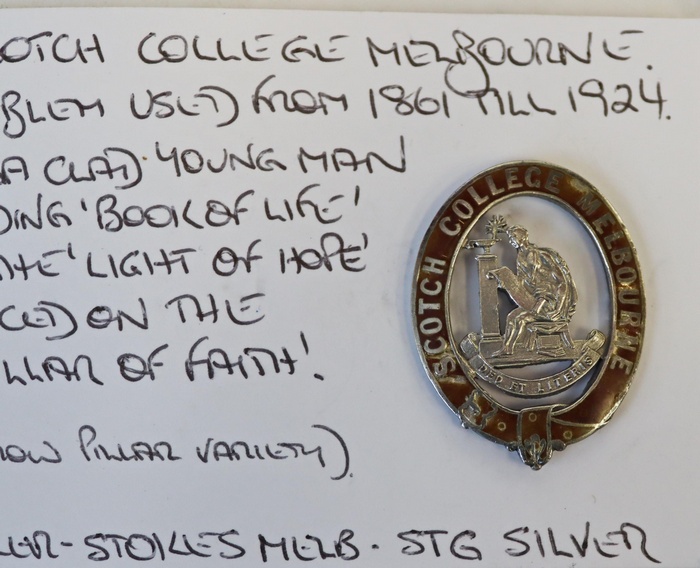 OTCH COLLEGE MELBOURNE.
BLEM USED FROM 1861 TILL 1924.
A CLAD YOUNG MAN
DING 'BOOK OF LIFE'
THE 'LIGHT OF HOPE'
CED ON THE
LLAR OF FAITH'.
OW PILLAR VARIETY)
LER - STOKES MELB - STG SILVER
SCOTCH COLLEGE MELBOURNE
DEO ET LITERIS